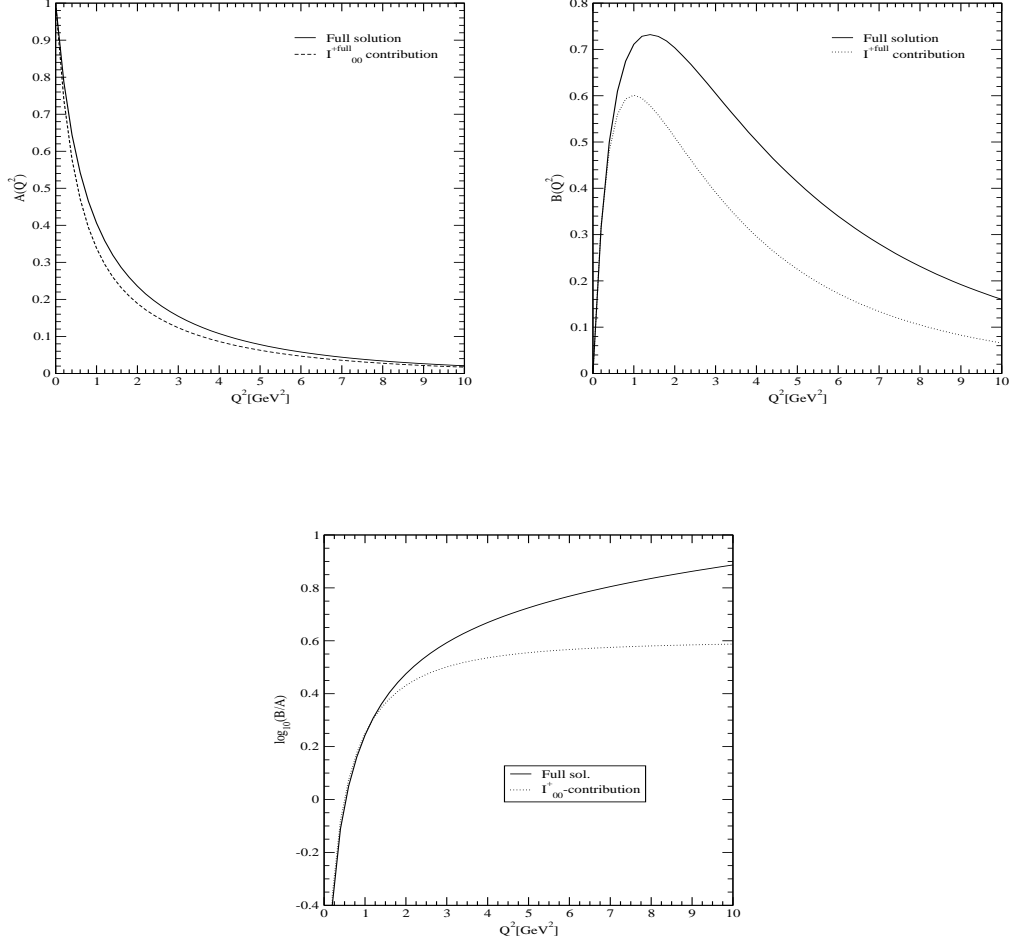 1
0.9
0.8
0.7
0.6
0.5
0.4
0.3
0.2
0.1
0
0 1 2 3 4 5 6 7 8 9 10
A(Q²)
Q²[GeV²]
Full solution
I⁺ᶠᵘˡˡ₀₀ contribution
0.8
0.7
0.6
0.5
0.4
0.3
0.2
0.1
0
0 1 2 3 4 5 6 7 8 9 10
B(Q²)
Q²[GeV²]
Full solution
I⁺ᶠᵘˡˡ contribution
1
0.8
0.6
0.4
0.2
0
-0.2
-0.4
0 1 2 3 4 5 6 7 8 9 10
log₁₀(B/A)
Q²[GeV²]
Full sol.
I⁺₀₀-contribution